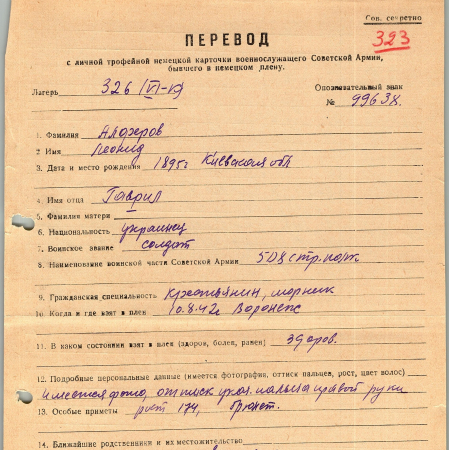 Сов. секретно
323
ПЕРЕВОД
с личной трофейной немецкой карточки военнослужащего Советской Армии,
бывшего в немецком плену.
Лагерь 326 (VI-K)
Опознавательный знак
№ 99638
1. Фамилия
2. Имя Леонид
3. Дата и место рождения 1895г Киевская обл
4. Имя отца Гаврил
5. Фамилия матери —
6. Национальность украинец
7. Воинское звание солдат
8. Наименование воинской части Советской Армии 508 стр. полк
9. Гражданская специальность крестьянин,
10. Когда и где взят в плен 10.8.42г Воронеж
11. В каком состоянии взят в плен (здоров, болен, ранен) здоров.
12. Подробные персональные данные (имеется фотография, оттиск пальцев, рост, цвет волос)
имеется фото, оттиск указ. пальца правой руки
13. Особые приметы рост 174, брюнет.
14. Ближайшие родственники и их местожительство